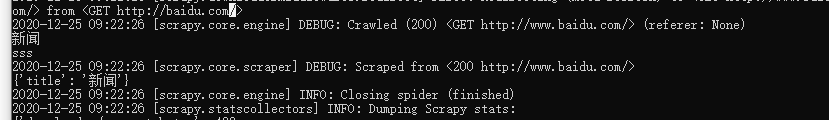 om/> from <GET http://baidu.com/>
2020-12-25 09:22:26 [scrapy.core.engine] DEBUG: Crawled (200) <GET http://www.baidu.com/> (referer: None)
新闻
sss
2020-12-25 09:22:26 [scrapy.core.scraper] DEBUG: Scraped from <200 http://www.baidu.com/>
{'title': '新闻'}
2020-12-25 09:22:26 [scrapy.core.engine] INFO: Closing spider (finished)
2020-12-25 09:22:26 [scrapy.statscollectors] INFO: Dumping Scrapy stats: